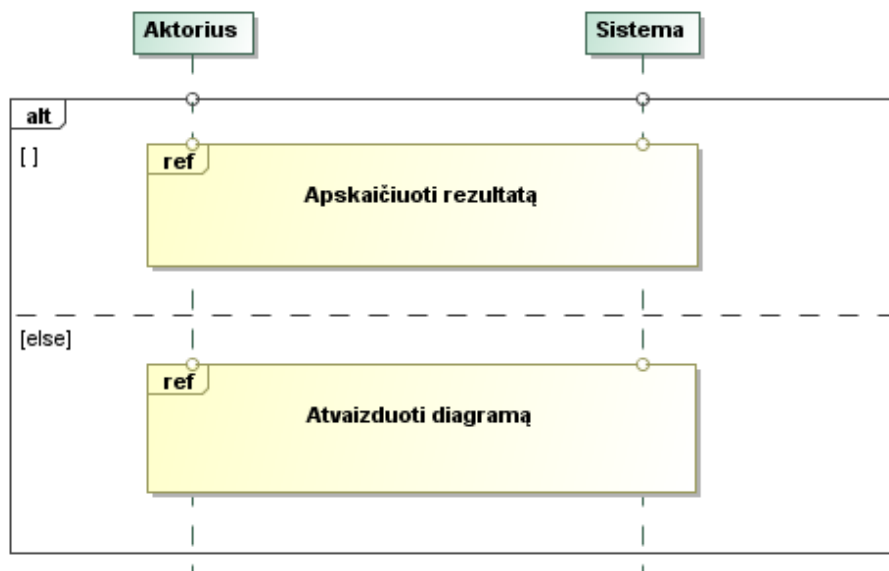 Aktorius
Sistema
alt
[ ]
ref
Apskaičiuoti rezultatą
[else]
ref
Atvaizduoti diagramą